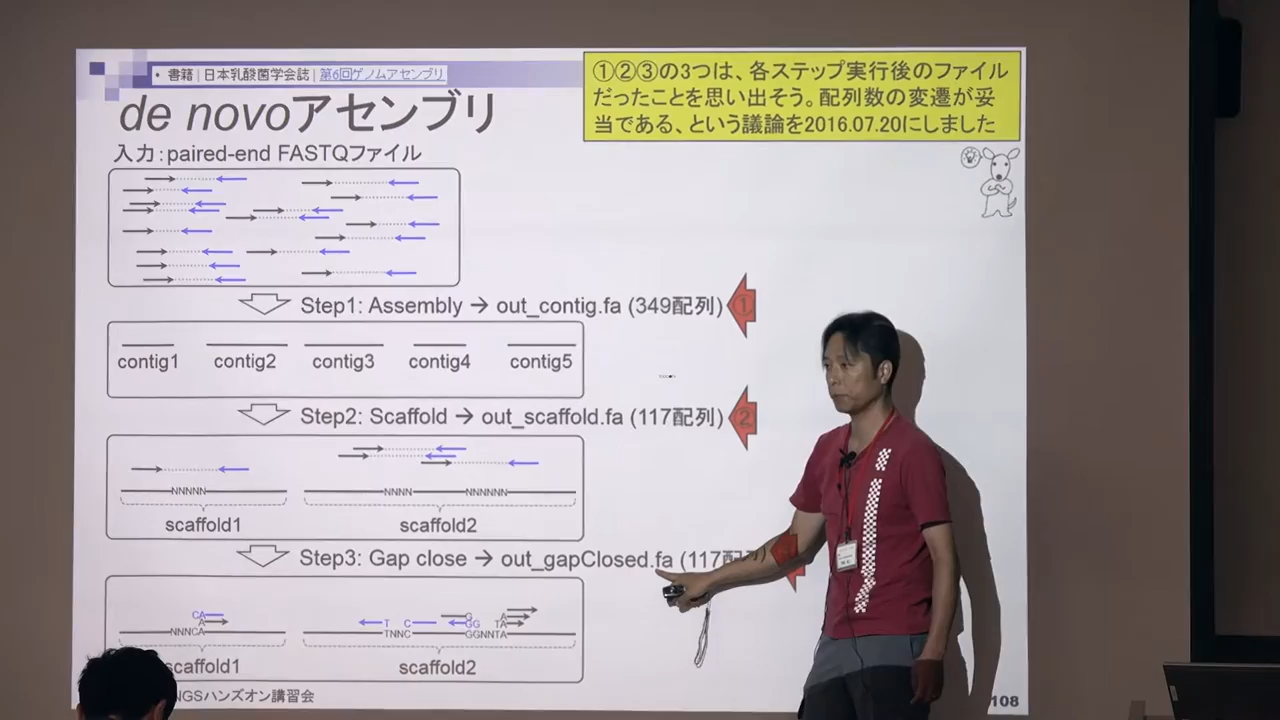 • 書籍 | 日本乳酸菌学会誌 | 第6回ゲノムアセンブリ
①②③の3つは、各ステップ実行後のファイル
だったことを思い出そう。配列数の変遷が妥
当である、という議論を2016.07.20にしました
de novoアセンブリ
入力:paired-end FASTQファイル
Step1: Assembly → out_contig.fa (349配列)
①
contig1 contig2 contig3 contig4 contig5
Step2: Scaffold → out_scaffold.fa (117配列)
②
NNNNN NNNN NNNNNN
scaffold1 scaffold2
Step3: Gap close → out_gapClosed.fa (117配列)
CA T C G A
A GG TA
NNNCA TNNC GGNNTA
scaffold1 scaffold2
NGSハンズオン講習会
108